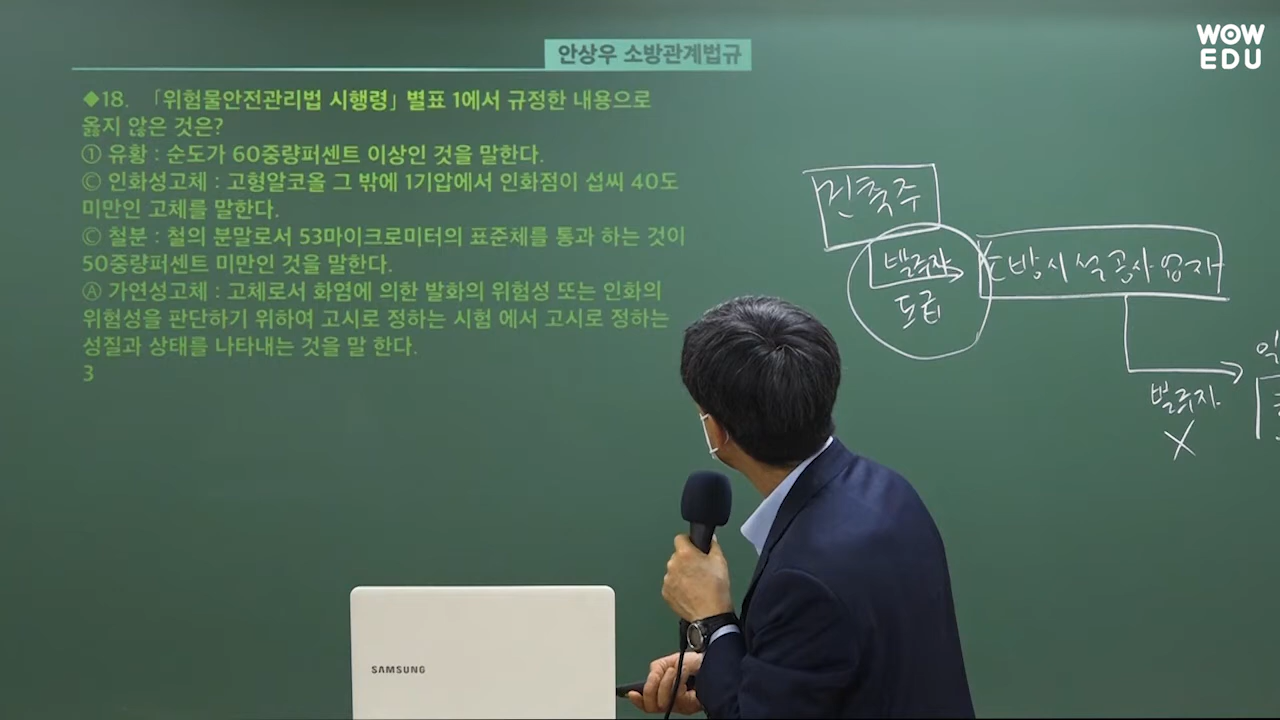 WOW
EDU
안상우 소방관계법규
◆18. 「위험물안전관리법 시행령」 별표 1에서 규정한 내용으로
옳지 않은 것은?
① 유황 : 순도가 60중량퍼센트 이상인 것을 말한다.
Ⓒ 인화성고체 : 고형알코올 그 밖에 1기압에서 인화점이 섭씨 40도
미만인 고체를 말한다.
Ⓒ 철분 : 철의 분말로서 53마이크로미터의 표준체를 통과 하는 것이
50중량퍼센트 미만인 것을 말한다.
Ⓐ 가연성고체 : 고체로서 화염에 의한 발화의 위험성 또는 인화의
위험성을 판단하기 위하여 고시로 정하는 시험 에서 고시로 정하는
성질과 상태를 나타내는 것을 말 한다.
3
건축주
발주자
도급
소방시설공사업자
발주자
X
SAMSUNG